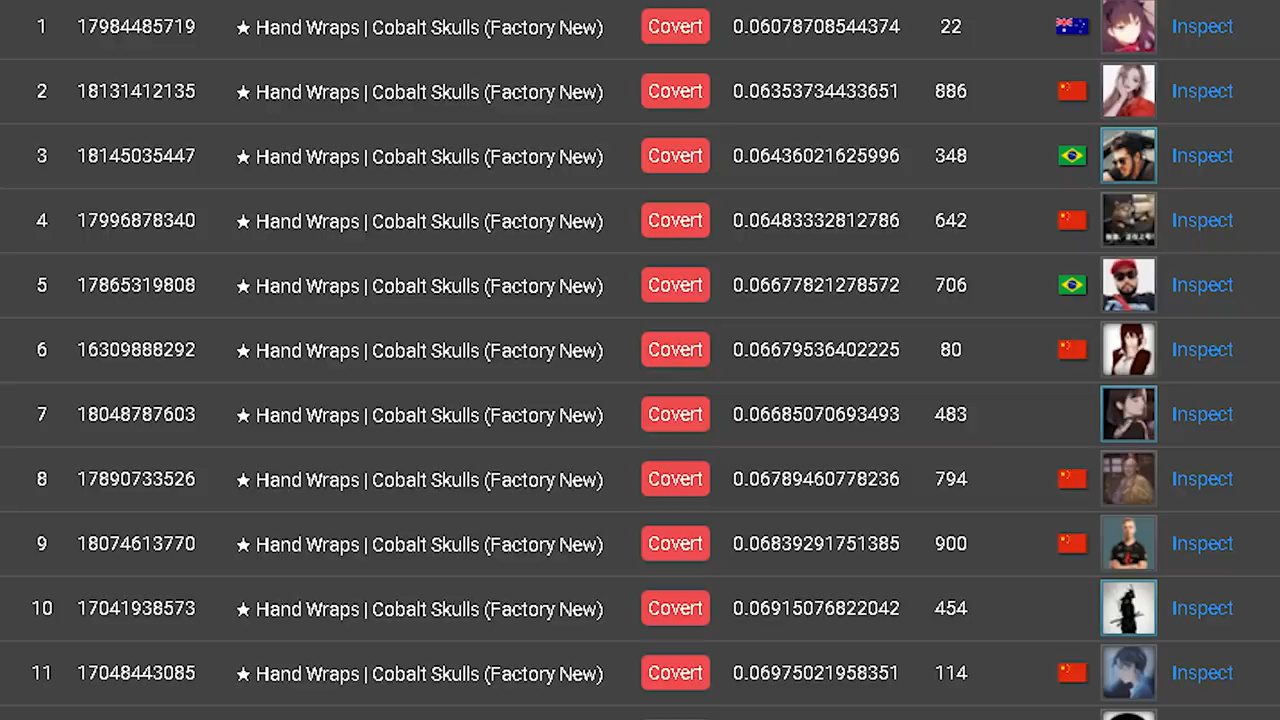 1 17984485719 ★ Hand Wraps | Cobalt Skulls (Factory New) Covert 0.06078708544374 22 Inspect
2 18131412135 ★ Hand Wraps | Cobalt Skulls (Factory New) Covert 0.06353734433651 886 Inspect
3 18145035447 ★ Hand Wraps | Cobalt Skulls (Factory New) Covert 0.06436021625996 348 Inspect
4 17996878340 ★ Hand Wraps | Cobalt Skulls (Factory New) Covert 0.06483332812786 642 Inspect
5 17865319808 ★ Hand Wraps | Cobalt Skulls (Factory New) Covert 0.06677821278572 706 Inspect
6 16309888292 ★ Hand Wraps | Cobalt Skulls (Factory New) Covert 0.06679536402225 80 Inspect
7 18048787603 ★ Hand Wraps | Cobalt Skulls (Factory New) Covert 0.06685070693493 483 Inspect
8 17890733526 ★ Hand Wraps | Cobalt Skulls (Factory New) Covert 0.06789460778236 794 Inspect
9 18074613770 ★ Hand Wraps | Cobalt Skulls (Factory New) Covert 0.06839291751385 900 Inspect
10 17041938573 ★ Hand Wraps | Cobalt Skulls (Factory New) Covert 0.06915076822042 454 Inspect
11 17048443085 ★ Hand Wraps | Cobalt Skulls (Factory New) Covert 0.06975021958351 114 Inspect